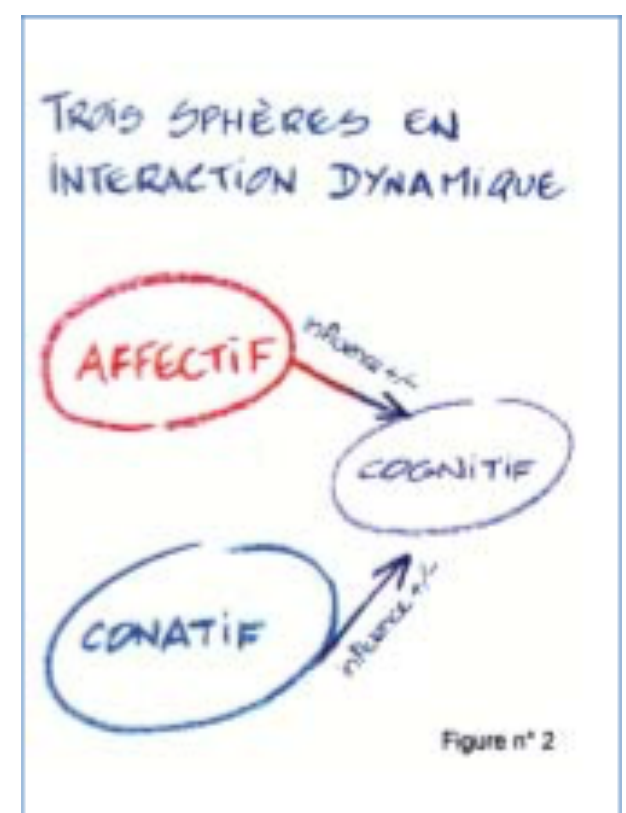 TROIS SPHÈRES EN
INTERACTION DYNAMIQUE
AFFECTIF
influence +/-
COGNITIF
CONATIF
influence +/-
Figure n° 2